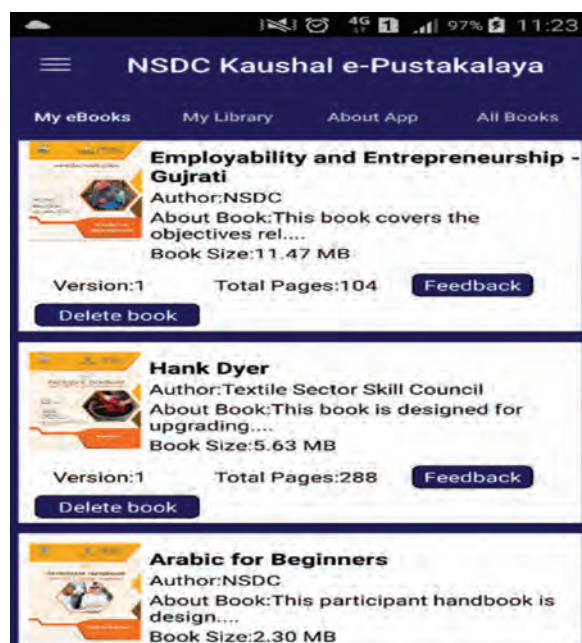 4G 1 97% 11:23
NSDC Kaushal e-Pustakalaya
My eBooks My Library About App All Books
Employability and Entrepreneurship -
Gujrati
Author:NSDC
About Book:This book covers the
objectives rel....
Book Size:11.47 MB
Version:1 Total Pages:104 Feedback
Delete book
Hank Dyer
Author:Textile Sector Skill Council
About Book:This book is designed for
upgrading....
Book Size:5.63 MB
Version:1 Total Pages:288 Feedback
Delete book
Arabic for Beginners
Author:NSDC
About Book:This participant handbook is
design....
Book Size:2.30 MB